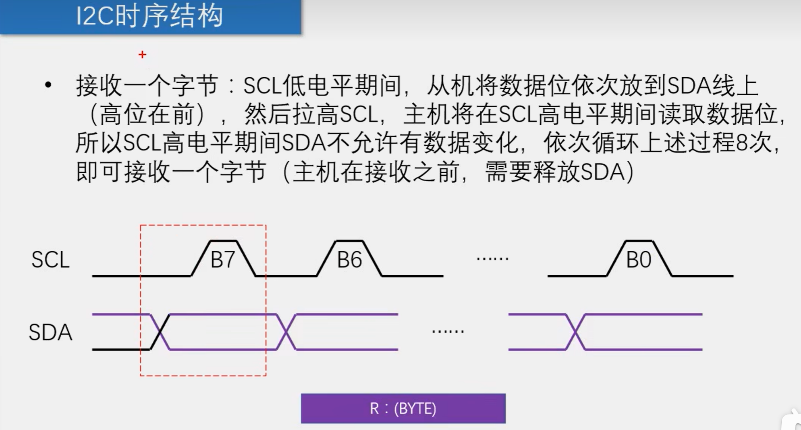 I2C时序结构
• 接收一个字节：SCL低电平期间，从机将数据位依次放到SDA线上
（高位在前），然后拉高SCL，主机将在SCL高电平期间读取数据位，
所以SCL高电平期间SDA不允许有数据变化，依次循环上述过程8次，
即可接收一个字节（主机在接收之前，需要释放SDA）
SCL B7 B6 …… B0
SDA ……
R：(BYTE)